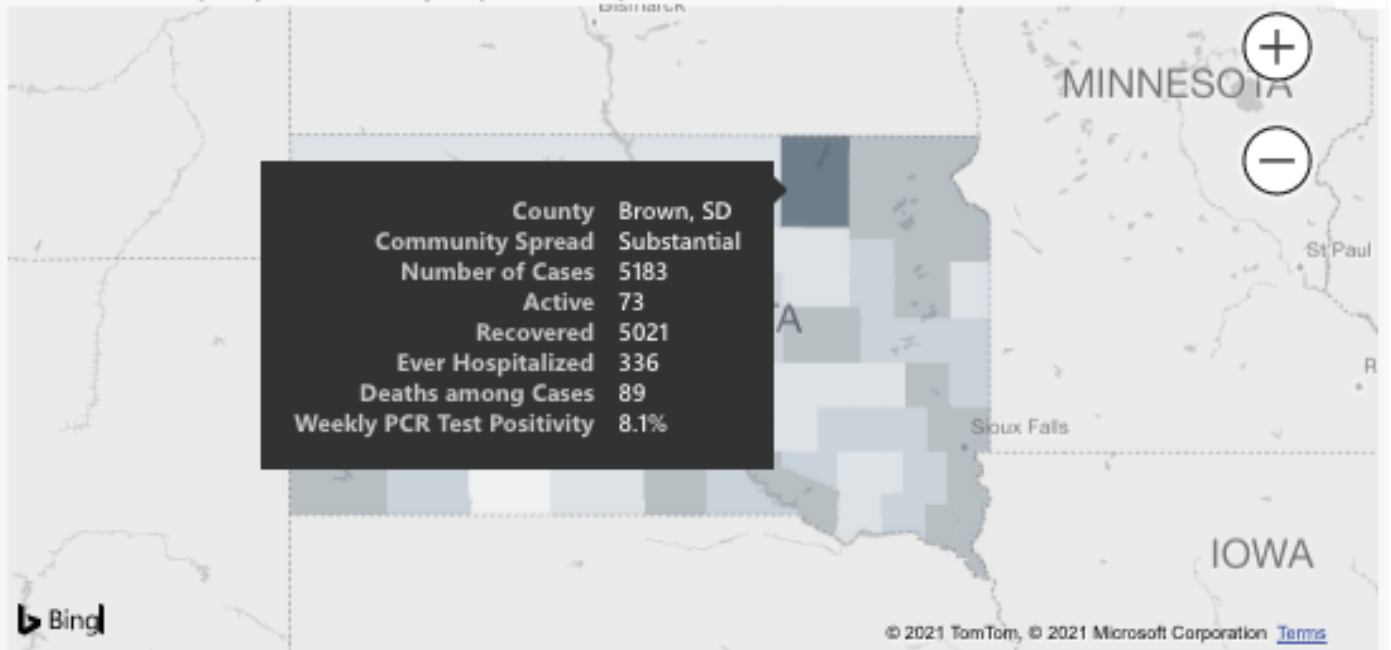 Bismarck
MINNESOTA
County Brown, SD
Community Spread Substantial
Number of Cases 5183
Active 73
Recovered 5021
Ever Hospitalized 336
Deaths among Cases 89
Weekly PCR Test Positivity 8.1%
St Paul
TA
R
Sioux Falls
IOWA
Bing
© 2021 TomTom, © 2021 Microsoft Corporation Terms